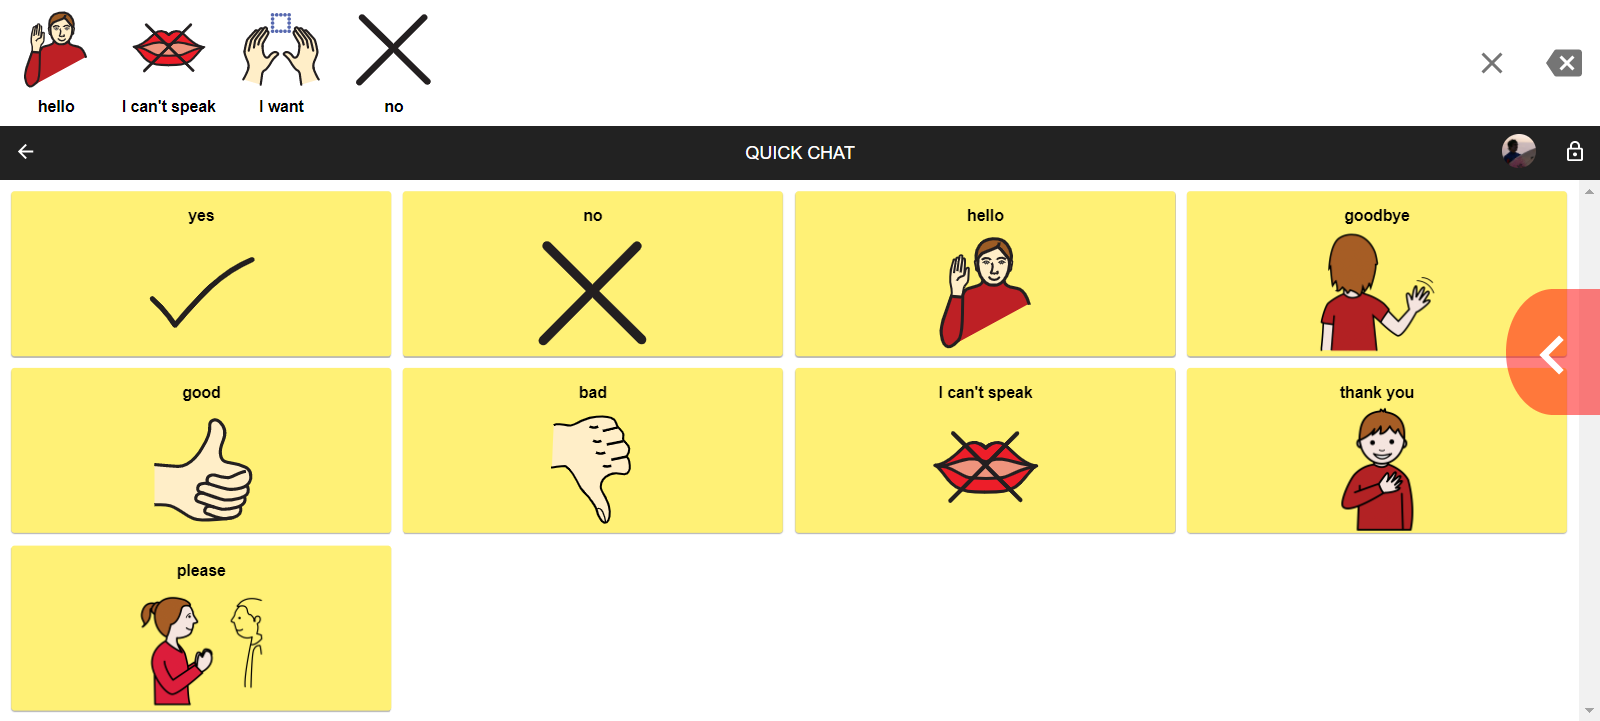 hello I can't speak I want no
QUICK CHAT
yes no hello goodbye
good bad I can't speak thank you
please